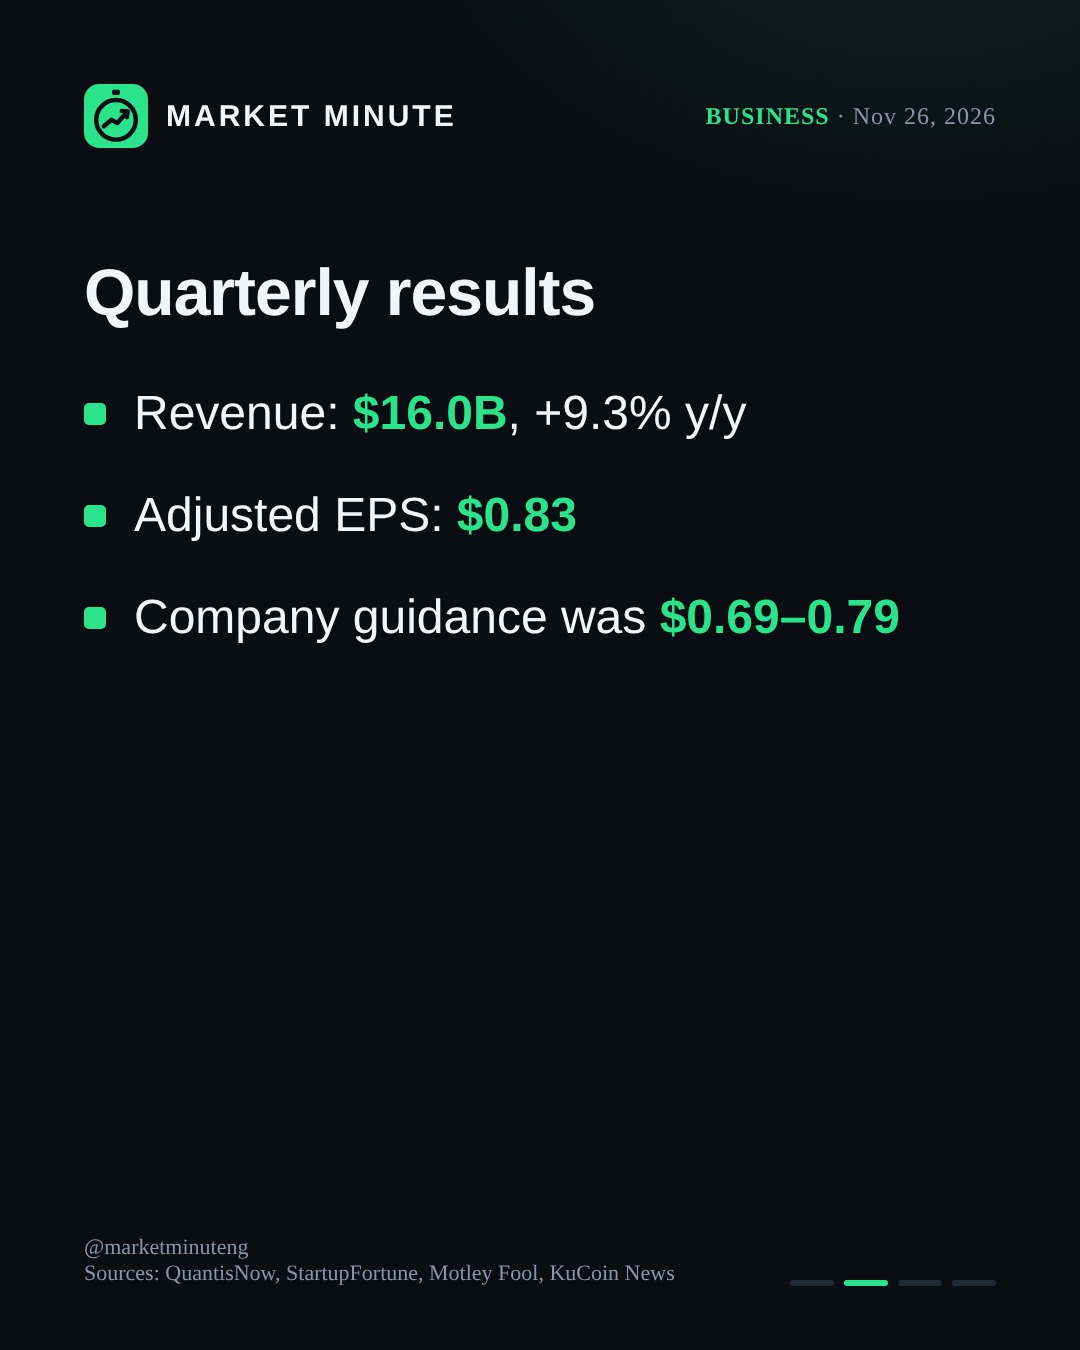 MARKET MINUTE
BUSINESS · Nov 26, 2026
Quarterly results
Revenue: $16.0B, +9.3% y/y
Adjusted EPS: $0.83
Company guidance was $0.69–0.79
@marketminuteng
Sources: QuantisNow, StartupFortune, Motley Fool, KuCoin News